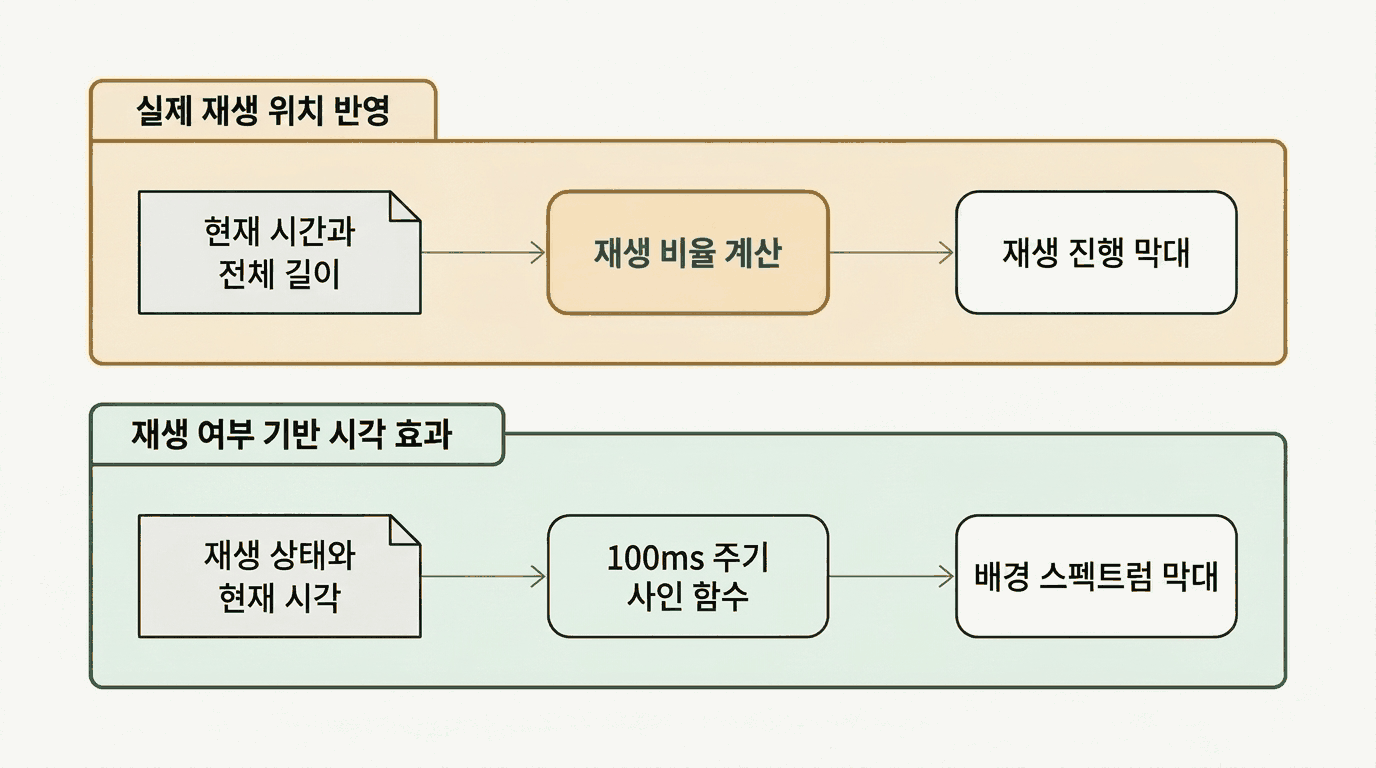 실제 재생 위치 반영
현재 시간과
전체 길이
재생 비율 계산
재생 진행 막대
재생 여부 기반 시각 효과
재생 상태와
현재 시각
100ms 주기
사인 함수
배경 스펙트럼 막대